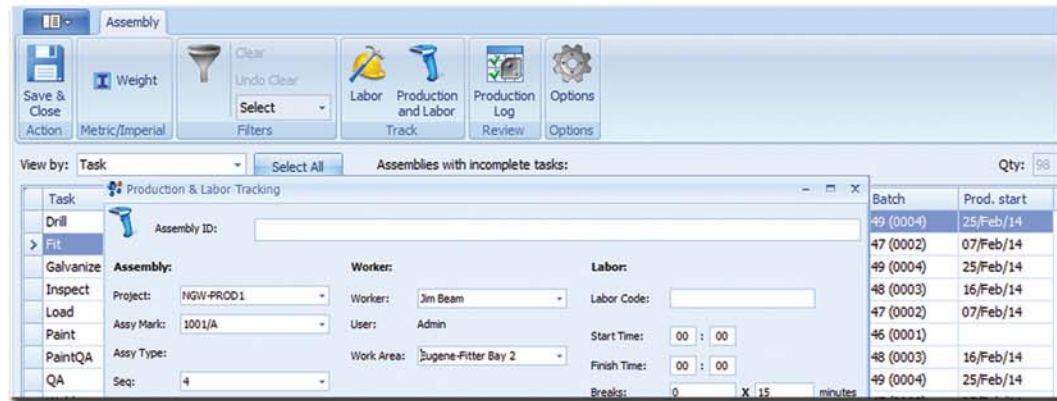 Assembly
Save & Close
Weight
Clear
Undo Clear
Select
Labor
Production and Labor
Production Log
Options
Action
Metric/Imperial
Filters
Track
Review
Options
View by: Task
Select All
Assemblies with incomplete tasks:
Qty: 98
Task
Batch
Prod. start
Drill
49 (0004)
25/Feb/14
Fit
47 (0002)
07/Feb/14
Galvanize
49 (0004)
25/Feb/14
Inspect
48 (0003)
16/Feb/14
Load
47 (0002)
07/Feb/14
Paint
46 (0001)
PaintQA
48 (0003)
16/Feb/14
QA
49 (0004)
25/Feb/14
Production & Labor Tracking
Assembly ID:
Assembly:
Project: NGW-PROD1
Assy Mark: 1001/A
Assy Type:
Seq: 4
Worker:
Worker: Jim Beam
User: Admin
Work Area: Eugene-Fitter Bay 2
Labor:
Labor Code:
Start Time: 00 : 00
Finish Time: 00 : 00
Breaks: 0 X 15 minutes